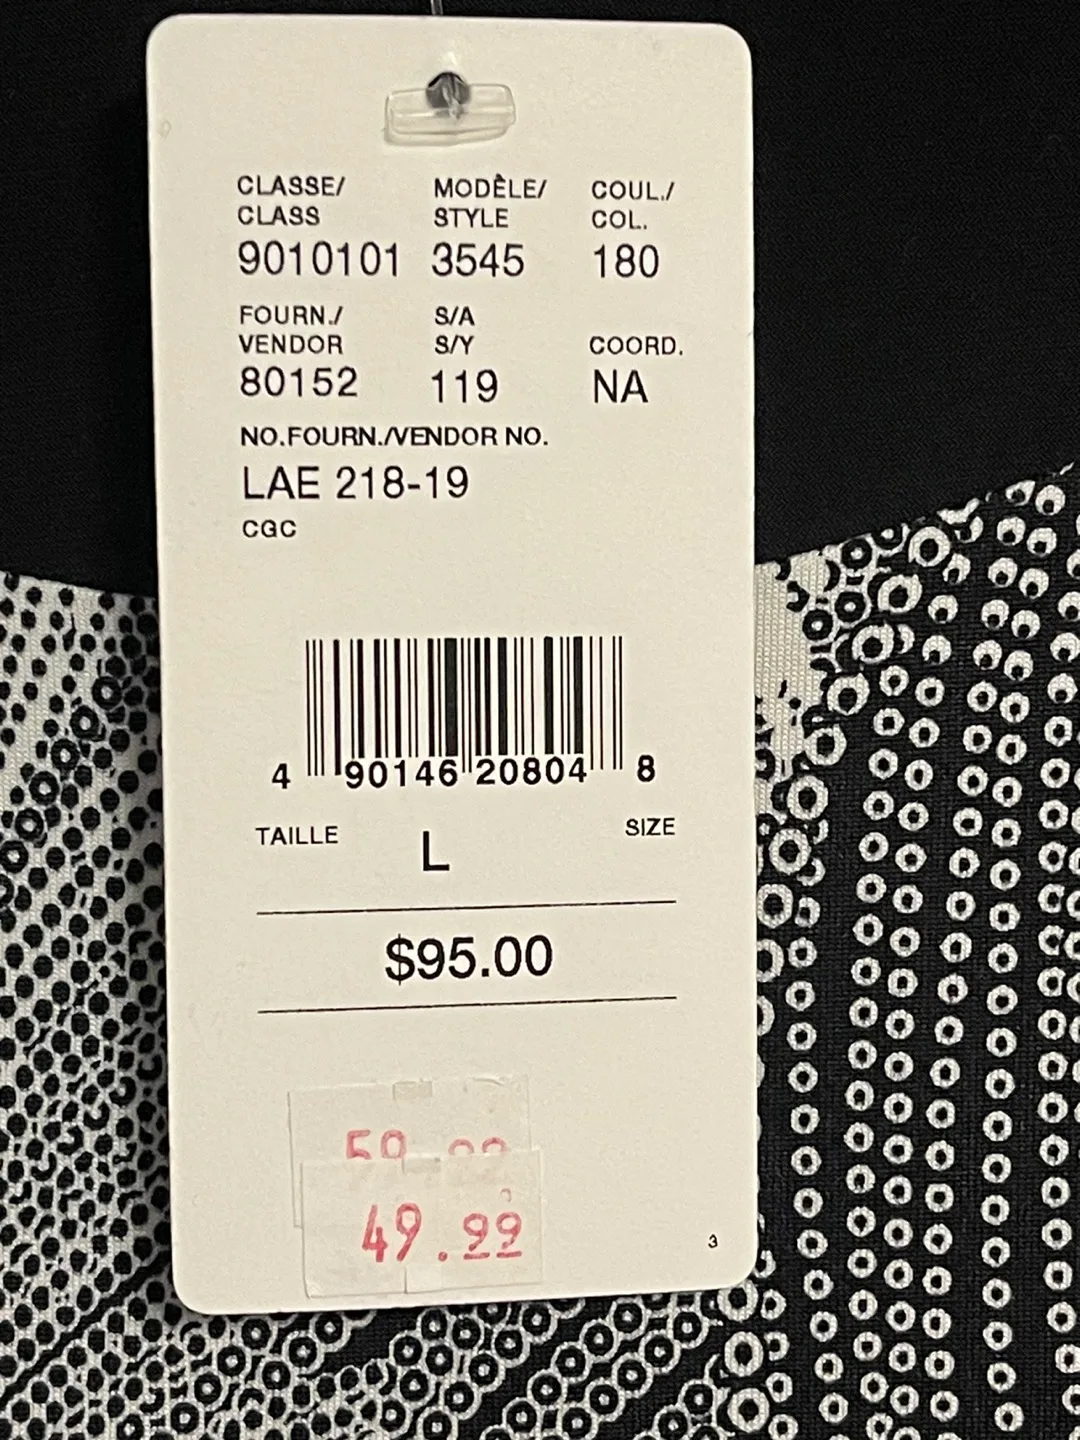 CLASSE/ MODÈLE/ COUL./
CLASS STYLE COL.
9010101 3545 180
FOURN./ S/A
VENDOR S/Y COORD.
80152 119 NA
NO.FOURN./VENDOR NO.
LAE 218-19
CGC
4 90146 20804 8
TAILLE L SIZE
$95.00
49.99
3